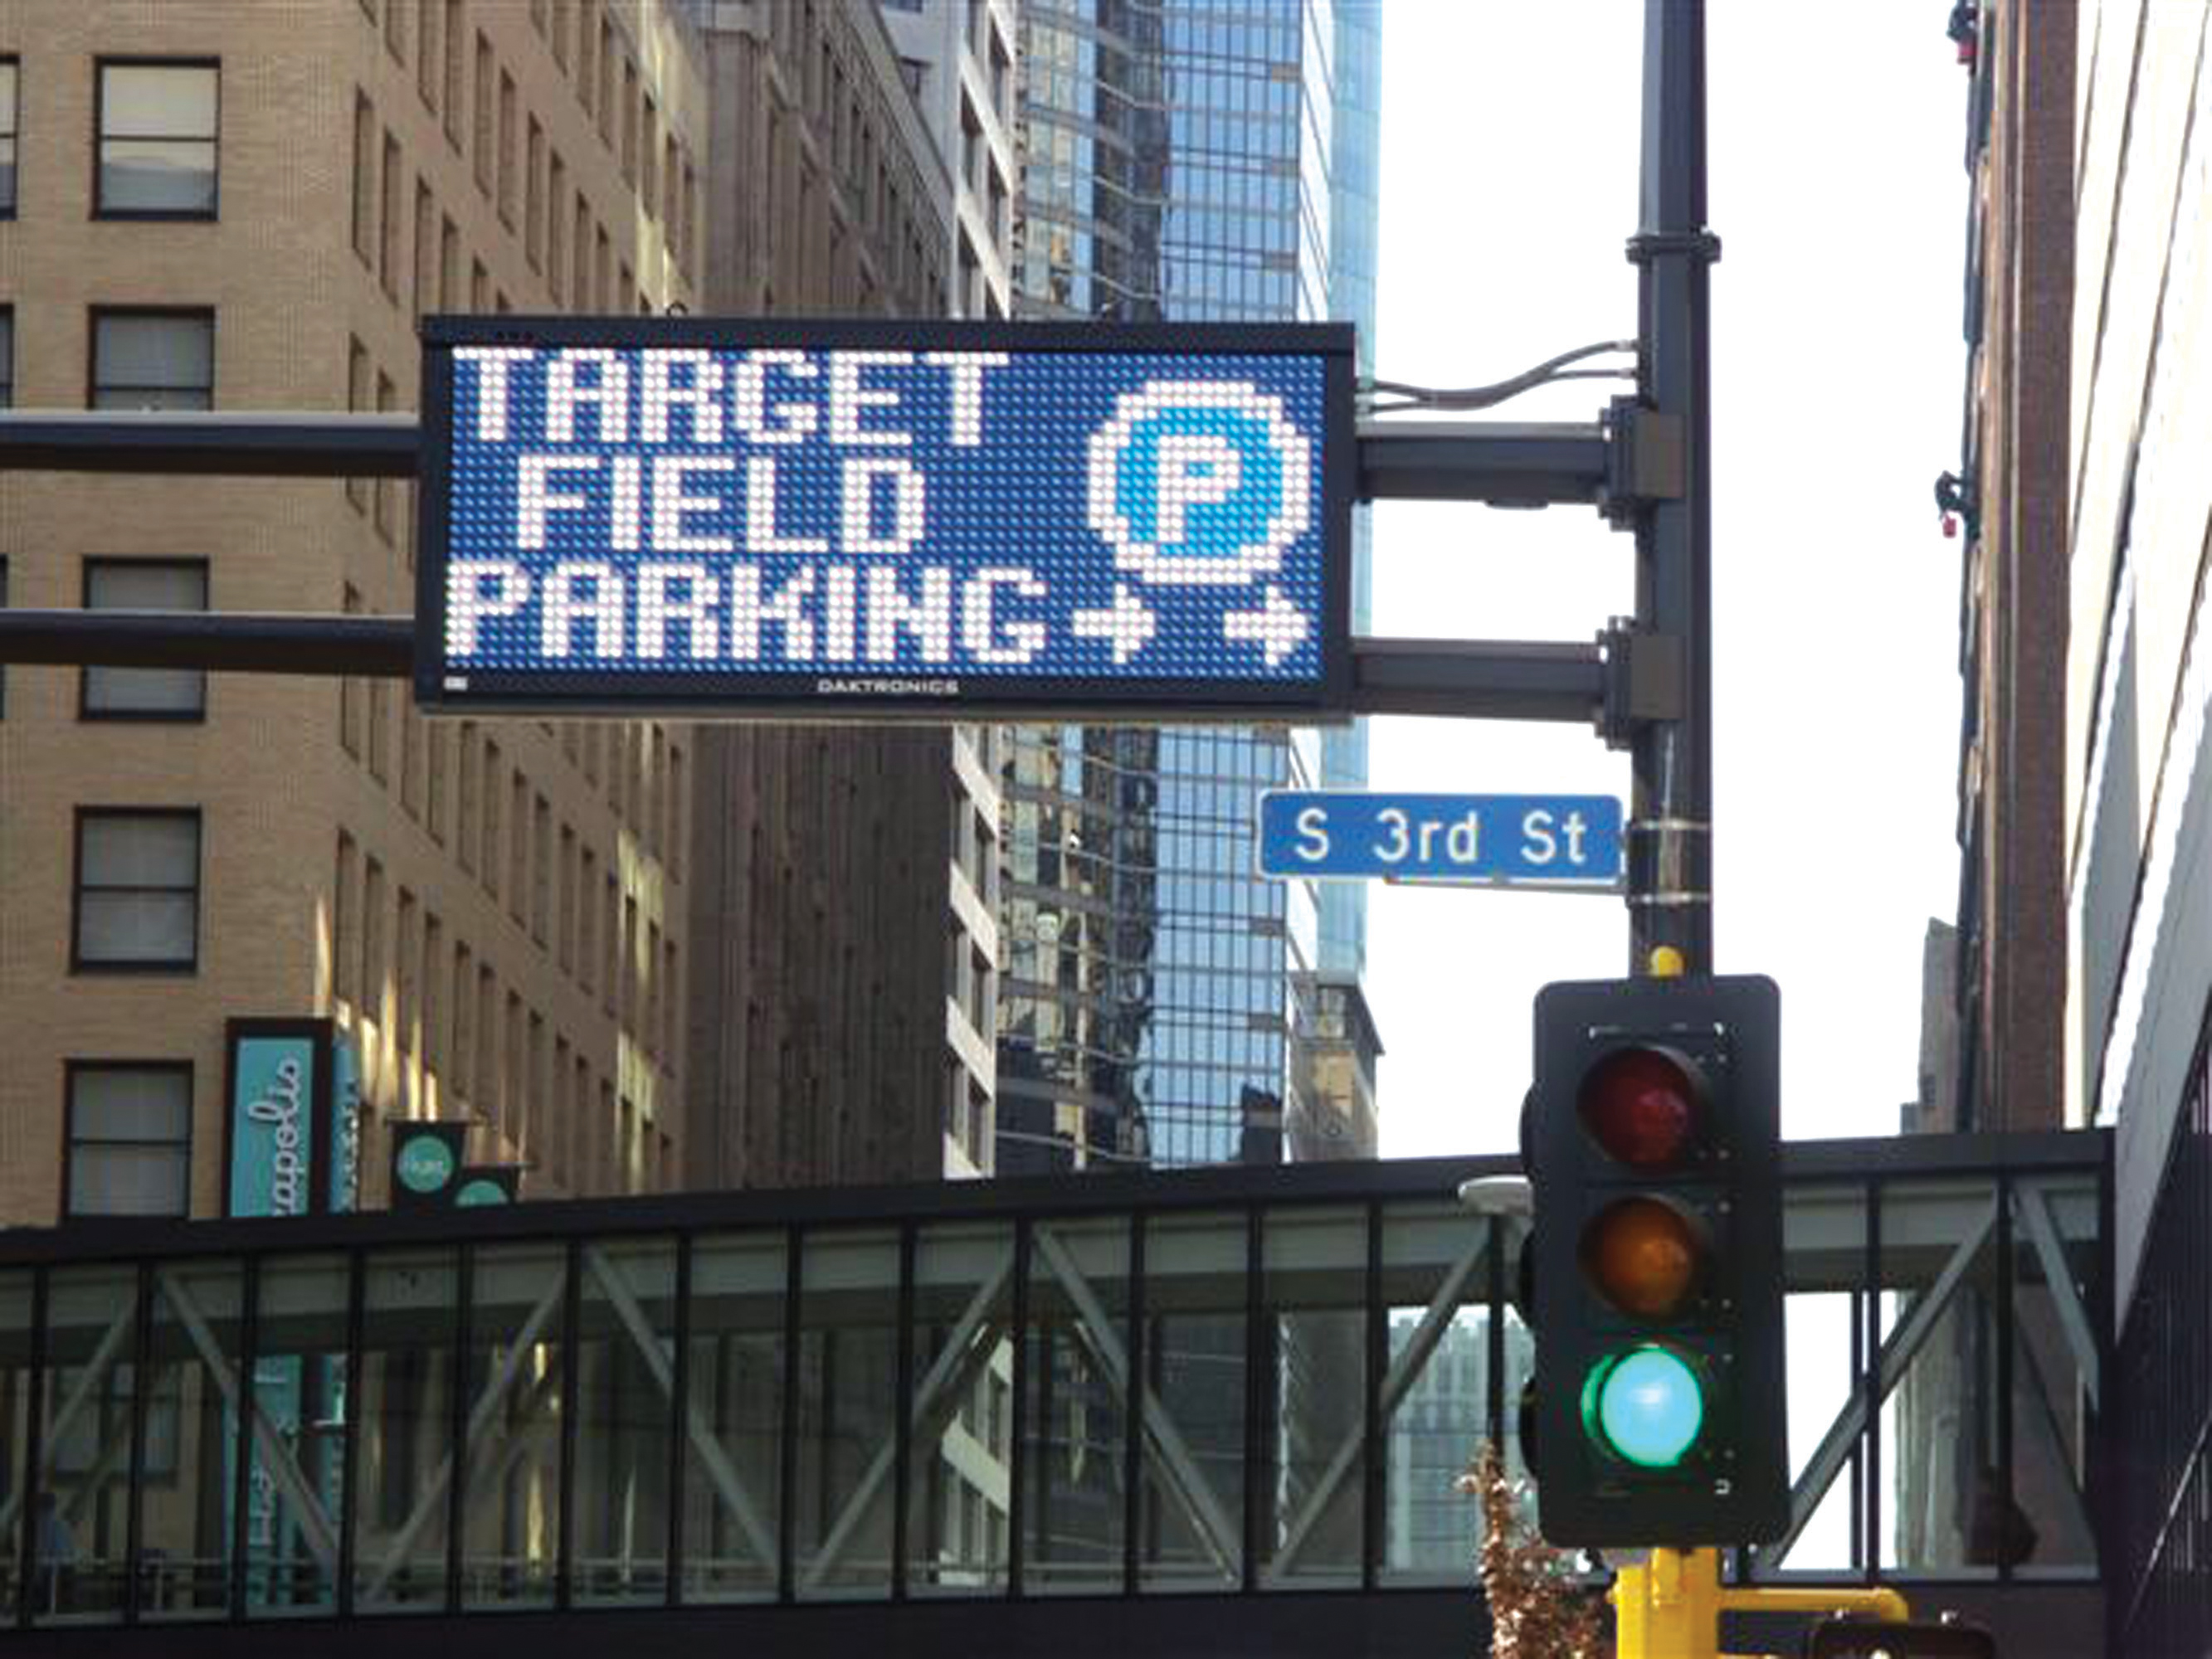 TARGET
FIELD
PARKING → →
P
DAKTRONICS
S 3rd St